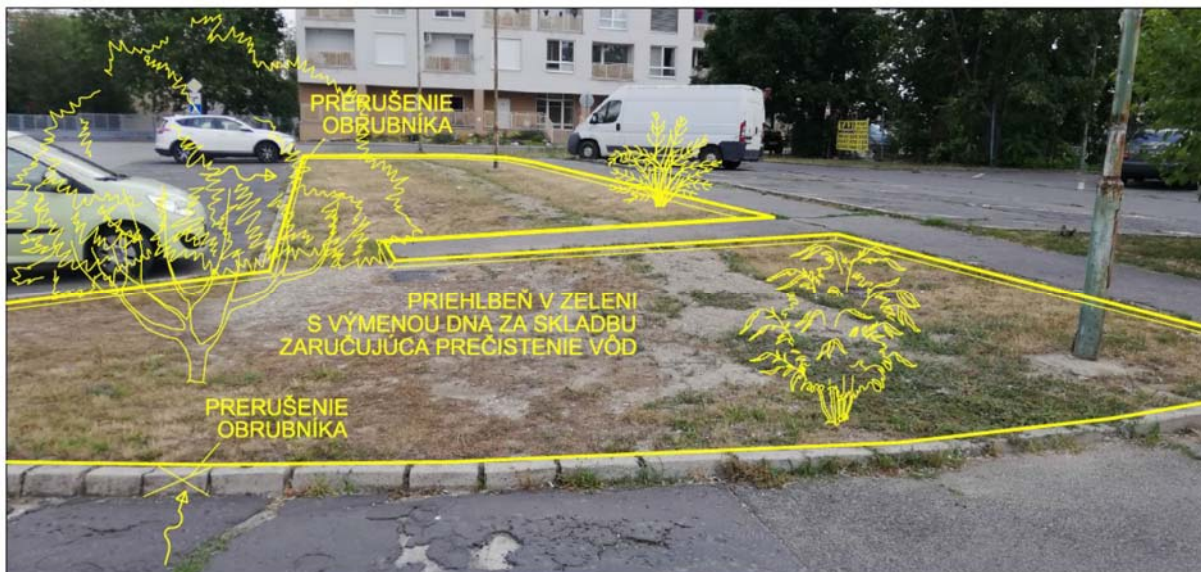 PRERUŠENIE
OBRUBNÍKA
PRIEHLBEŇ V ZELENI
S VÝMENOU DNA ZA SKLADBU
ZARUČUJÚCA PREČISTENIE VÔD
PRERUŠENIE
OBRUBNÍKA